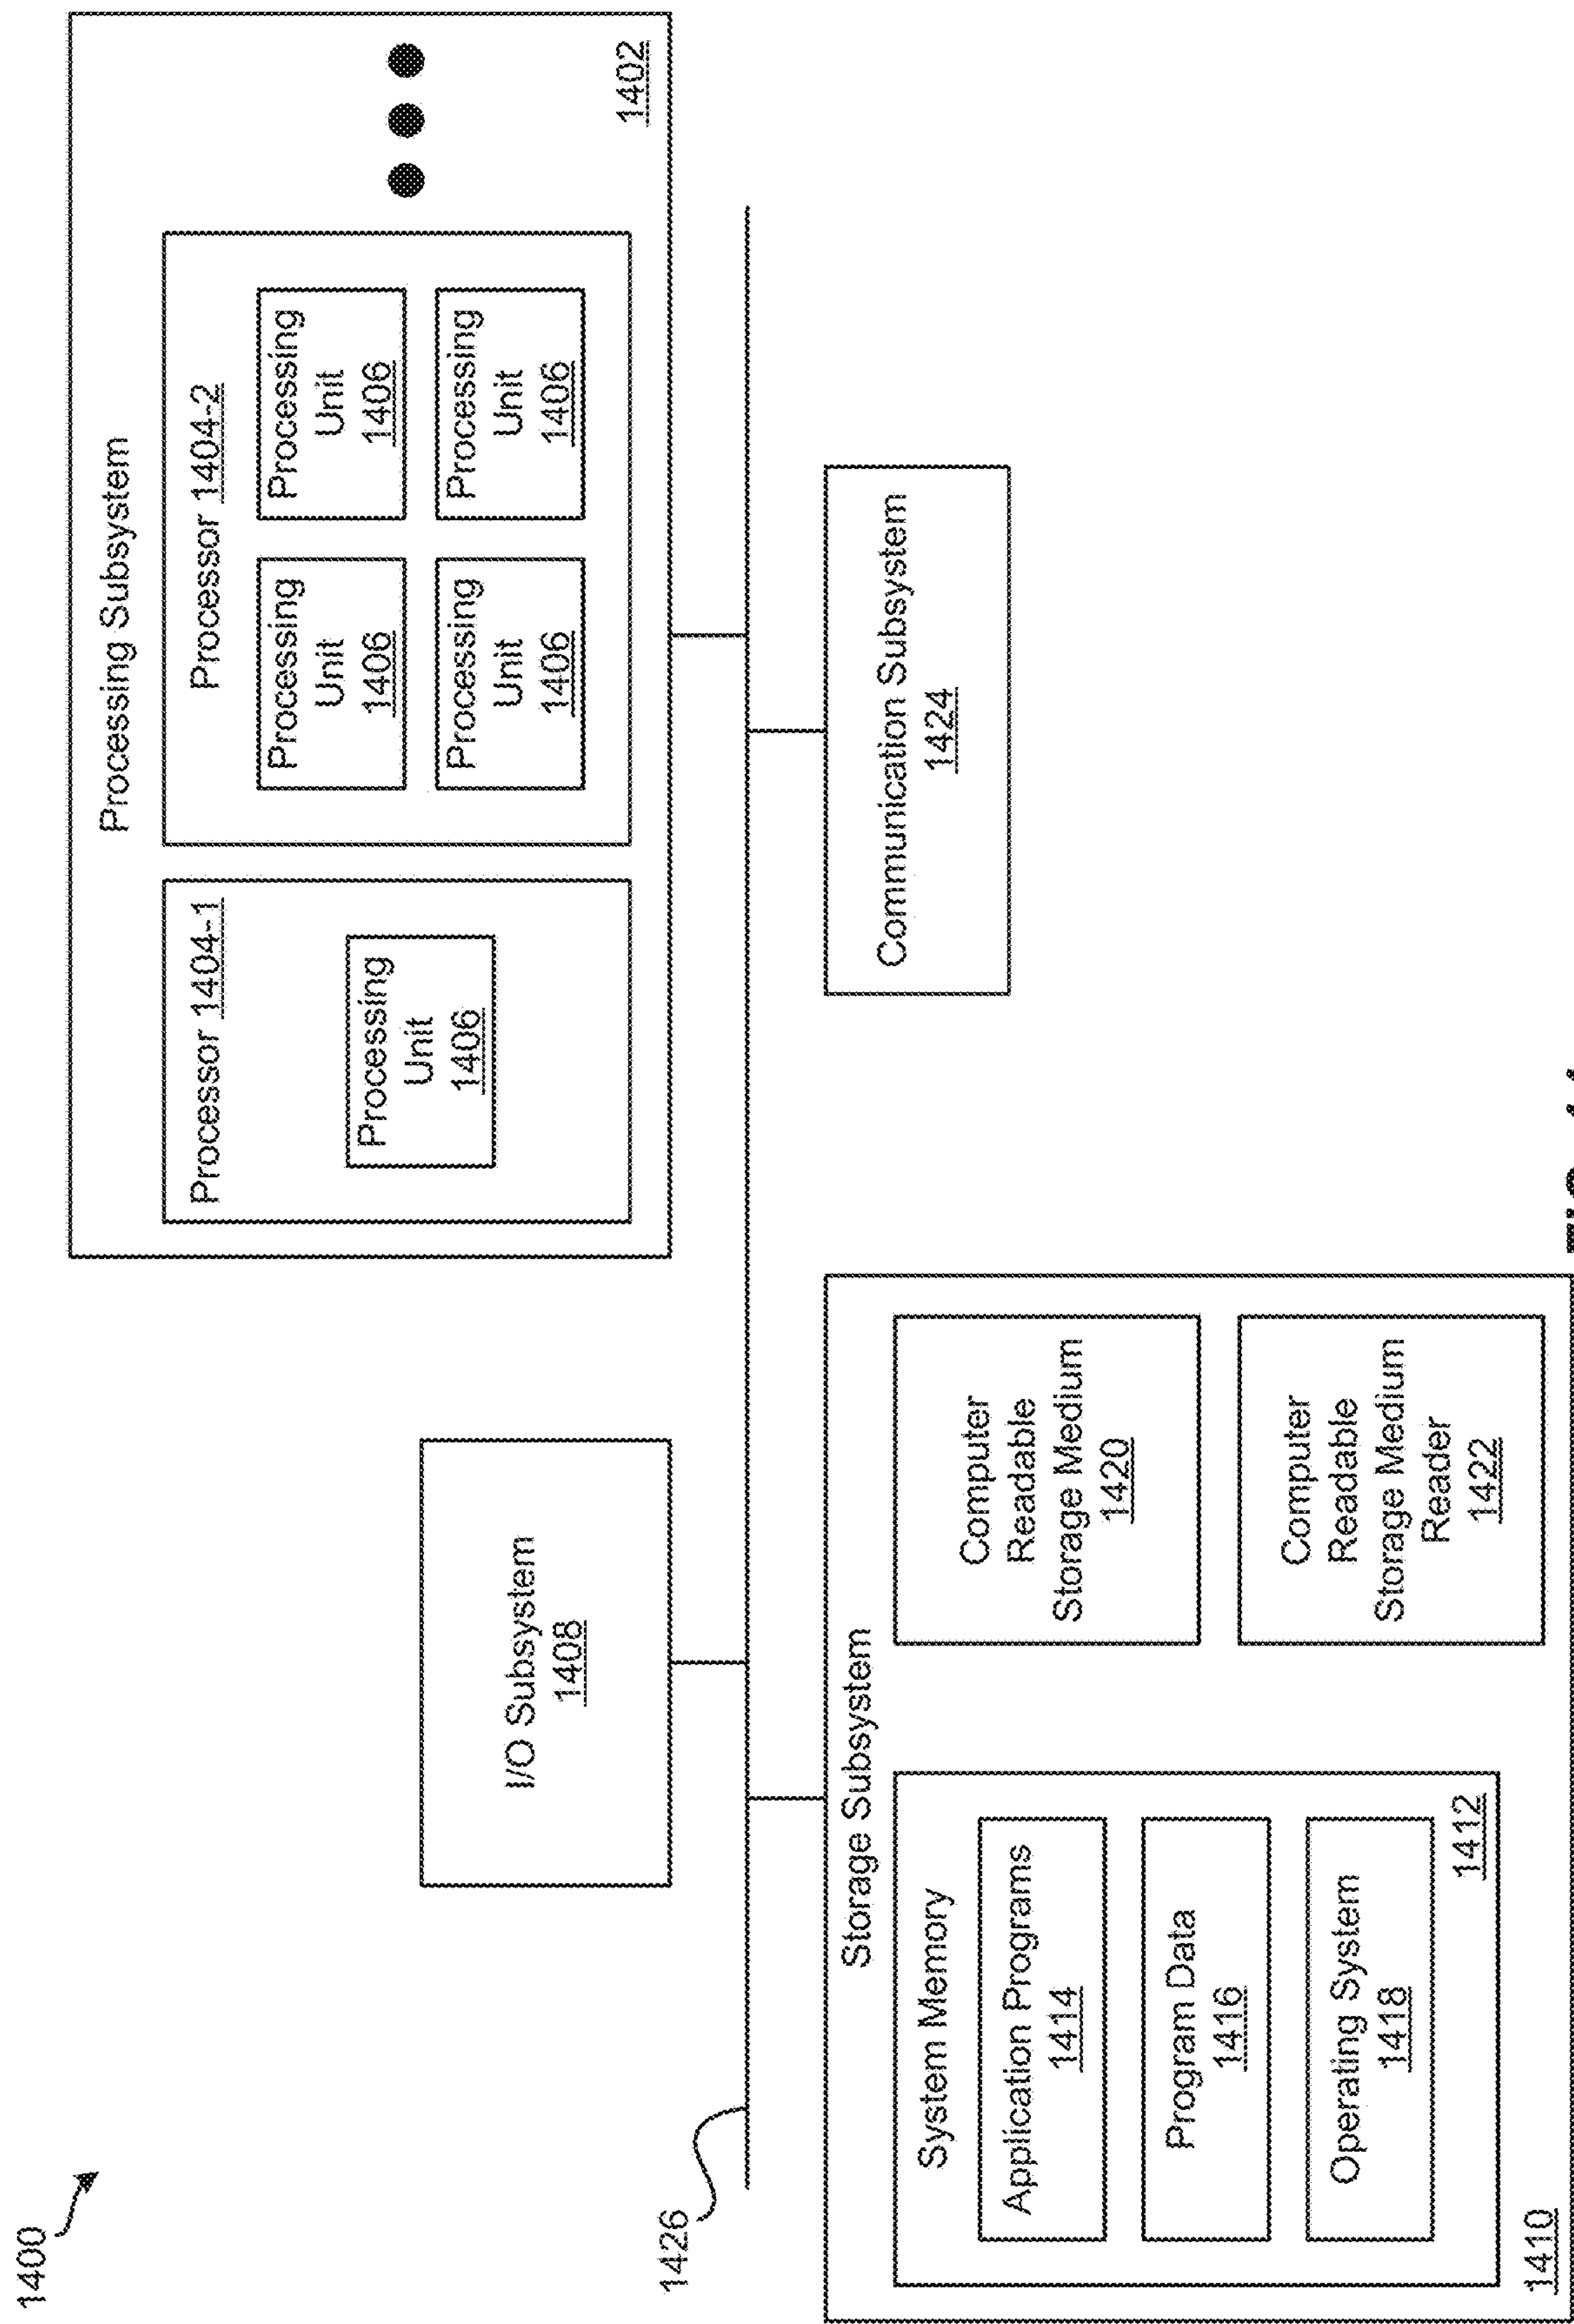 1400
Processing Subsystem
Processor 1404-1
Processing
Unit
1406
Processor 1404-2
Processing
Unit
1406
Processing
Unit
1406
Processing
Unit
1406
Processing
Unit
1406
1402
I/O Subsystem
1408
1426
Storage Subsystem
System Memory
Application Programs
1414
Program Data
1416
Operating System
1418
1412
Computer
Readable
Storage Medium
1420
Computer
Readable
Storage Medium
Reader
1422
1410
Communication Subsystem
1424